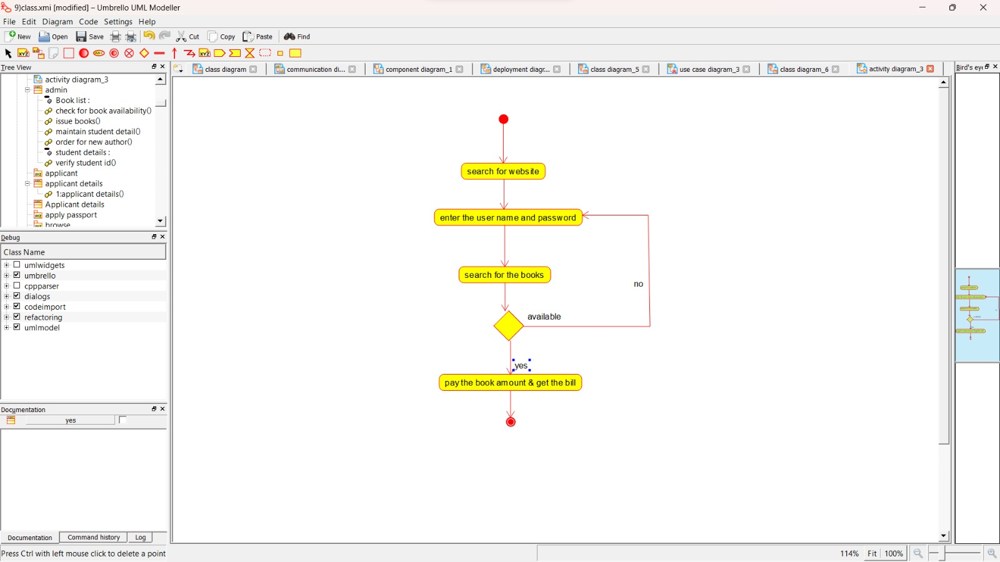 9)class.xmi [modified] – Umbrello UML Modeller
File Edit Diagram Code Settings Help
New Open Save Cut Copy Paste Find
Tree View
class diagram communication di... component diagram_1 deployment diagr... class diagram_5 use case diagram_3 class diagram_6 activity diagram_3
Bird's eye
activity diagram_3
admin
Book list :
check for book availability()
issue books()
maintain student detail()
order for new author()
student details :
verify student id()
applicant
applicant details
1:applicant details()
Applicant details
apply passport
browse
Debug
Class Name
umlwidgets
umbrello
cppparser
dialogs
codeimport
refactoring
umlmodel
Documentation
yes
Documentation Command history Log
search for website
enter the user name and password
search for the books
no
available
yes
pay the book amount & get the bill
Press Ctrl with left mouse click to delete a point
114% Fit 100%